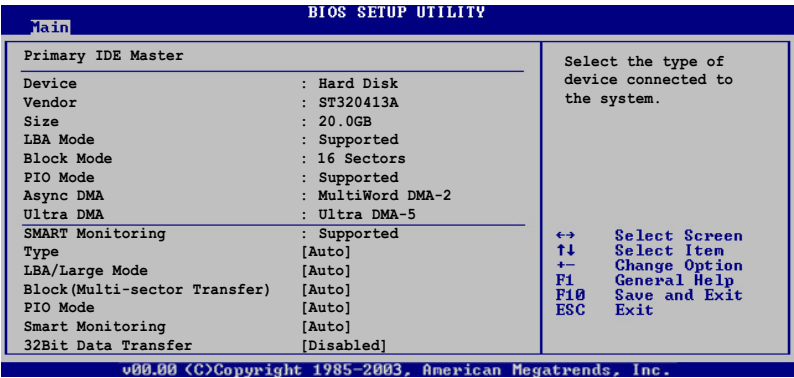 BIOS SETUP UTILITY
Main
Primary IDE Master
Device : Hard Disk
Vendor : ST320413A
Size : 20.0GB
LBA Mode : Supported
Block Mode : 16 Sectors
PIO Mode : Supported
Async DMA : MultiWord DMA-2
Ultra DMA : Ultra DMA-5
SMART Monitoring : Supported
Type [Auto]
LBA/Large Mode [Auto]
Block(Multi-sector Transfer) [Auto]
PIO Mode [Auto]
Smart Monitoring [Auto]
32Bit Data Transfer [Disabled]
Select the type of
device connected to
the system.
←→ Select Screen
↑↓ Select Item
+- Change Option
F1 General Help
F10 Save and Exit
ESC Exit
v00.00 (C)Copyright 1985-2003, American Megatrends, Inc.